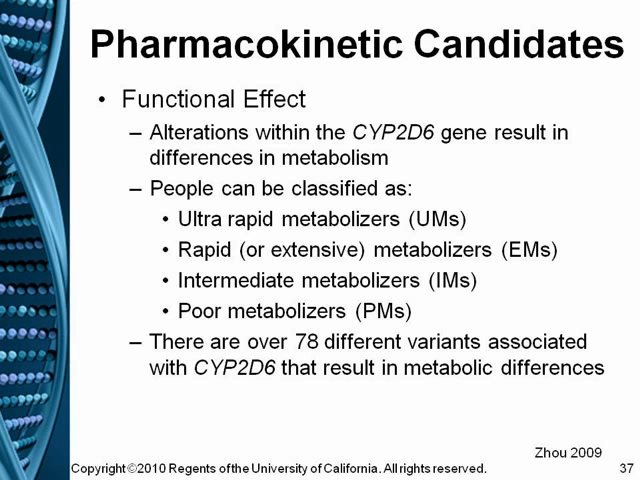 Pharmacokinetic Candidates
• Functional Effect
– Alterations within the CYP2D6 gene result in
differences in metabolism
– People can be classified as:
• Ultra rapid metabolizers (UMs)
• Rapid (or extensive) metabolizers (EMs)
• Intermediate metabolizers (IMs)
• Poor metabolizers (PMs)
– There are over 78 different variants associated
with CYP2D6 that result in metabolic differences
Zhou 2009
Copyright ©2010 Regents of the University of California. All rights reserved. 37